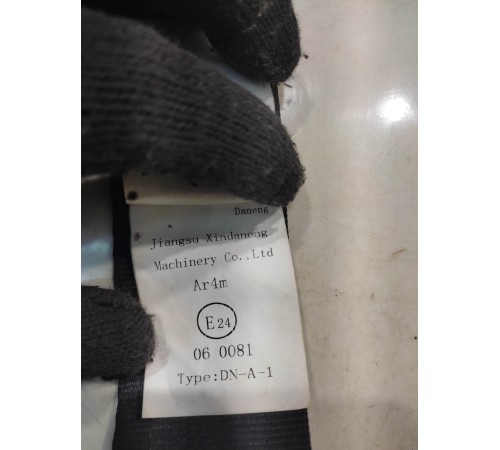 Daneng
Jiangsu Xindaneng
Machinery Co.,Ltd
Ar4m
E24
06 0081
Type:DN-A-1